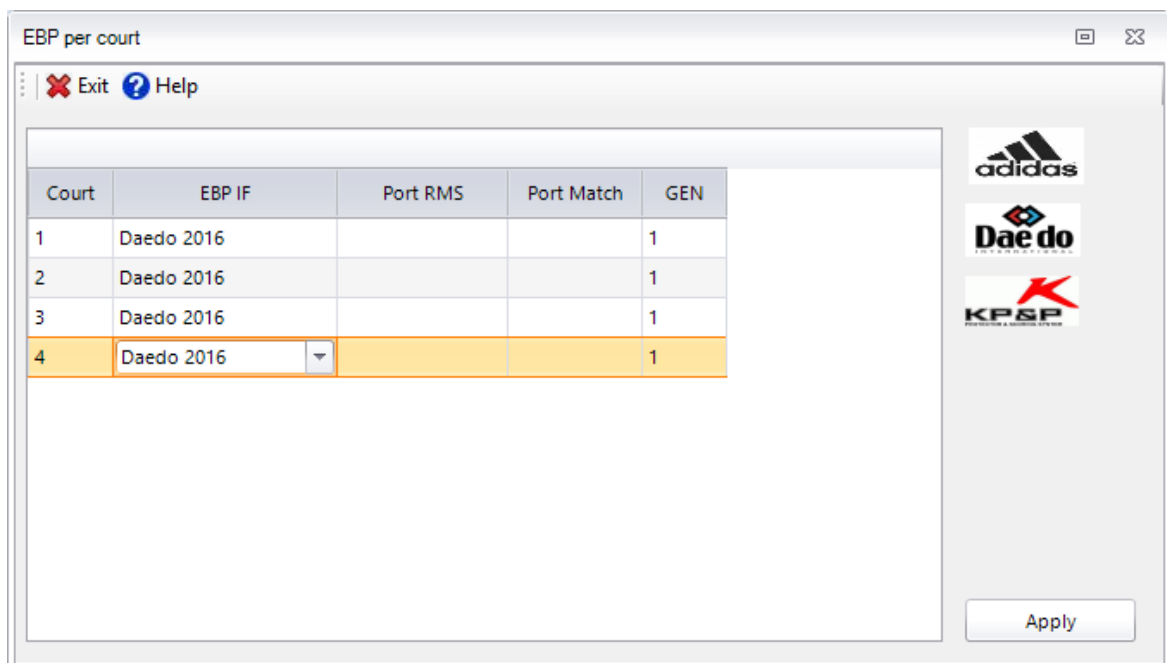 EBP per court
Exit Help
Court EBP IF Port RMS Port Match GEN
1 Daedo 2016 1
2 Daedo 2016 1
3 Daedo 2016 1
4 Daedo 2016 1
adidas
Daedo
INTERNATIONAL
KP&P
Apply